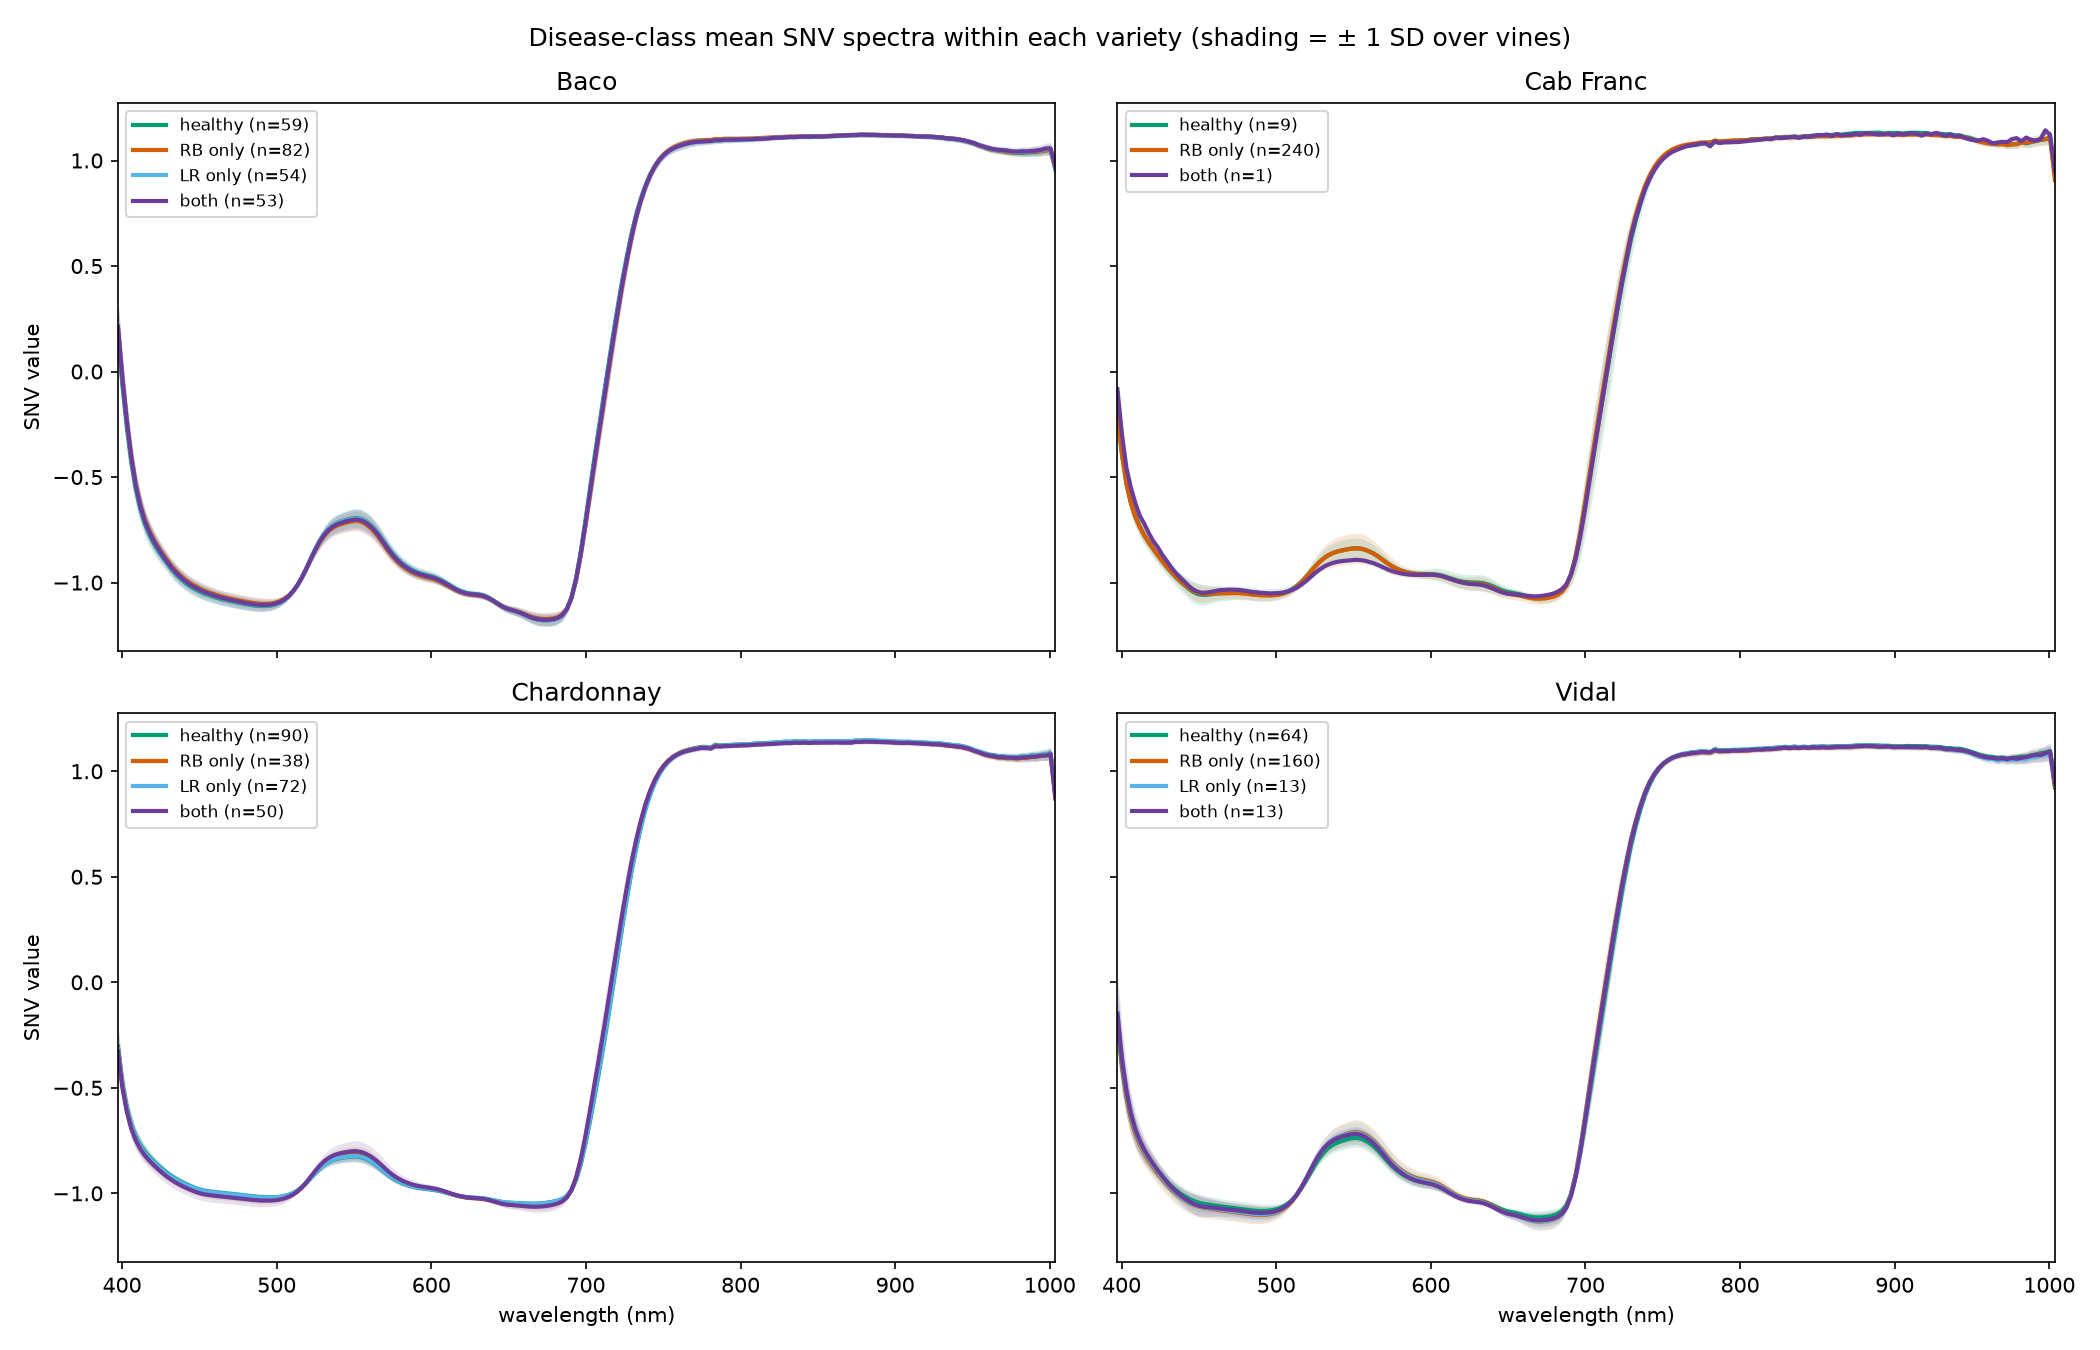 Disease-class mean SNV spectra within each variety (shading = ± 1 SD over vines)
Baco
healthy (n=59)
RB only (n=82)
LR only (n=54)
both (n=53)
1.0
0.5
0.0
−0.5
−1.0
SNV value
Cab Franc
healthy (n=9)
RB only (n=240)
both (n=1)
Chardonnay
healthy (n=90)
RB only (n=38)
LR only (n=72)
both (n=50)
1.0
0.5
0.0
−0.5
−1.0
SNV value
400 500 600 700 800 900 1000
wavelength (nm)
Vidal
healthy (n=64)
RB only (n=160)
LR only (n=13)
both (n=13)
400 500 600 700 800 900 1000
wavelength (nm)